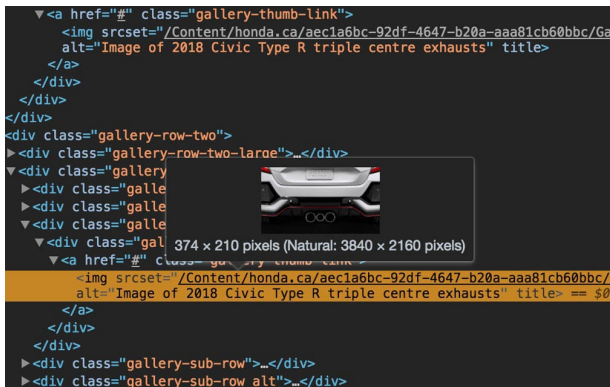 ▼<a href="#" class="gallery-thumb-link">
<img srcset="/Content/honda.ca/aec1a6bc-92df-4647-b20a-aaa81cb60bbc/Ga
alt="Image of 2018 Civic Type R triple centre exhausts" title>
</a>
</div>
</div>
</div>
<div class="gallery-row-two">
▶<div class="gallery-row-two-large">…</div>
▼<div class="gallery
▶<div class="galle
▶<div class="galle
▼<div class="galle
▼<div class="gal
374 × 210 pixels (Natural: 3840 × 2160 pixels)
▼<a href="#" class="gallery-thumb-link"
<img srcset="/Content/honda.ca/aec1a6bc-92df-4647-b20a-aaa81cb60bbc/
alt="Image of 2018 Civic Type R triple centre exhausts" title> == $0
</a>
</div>
</div>
▶<div class="gallery-sub-row">…</div>
▶<div class="gallery-sub-row alt">…</div>